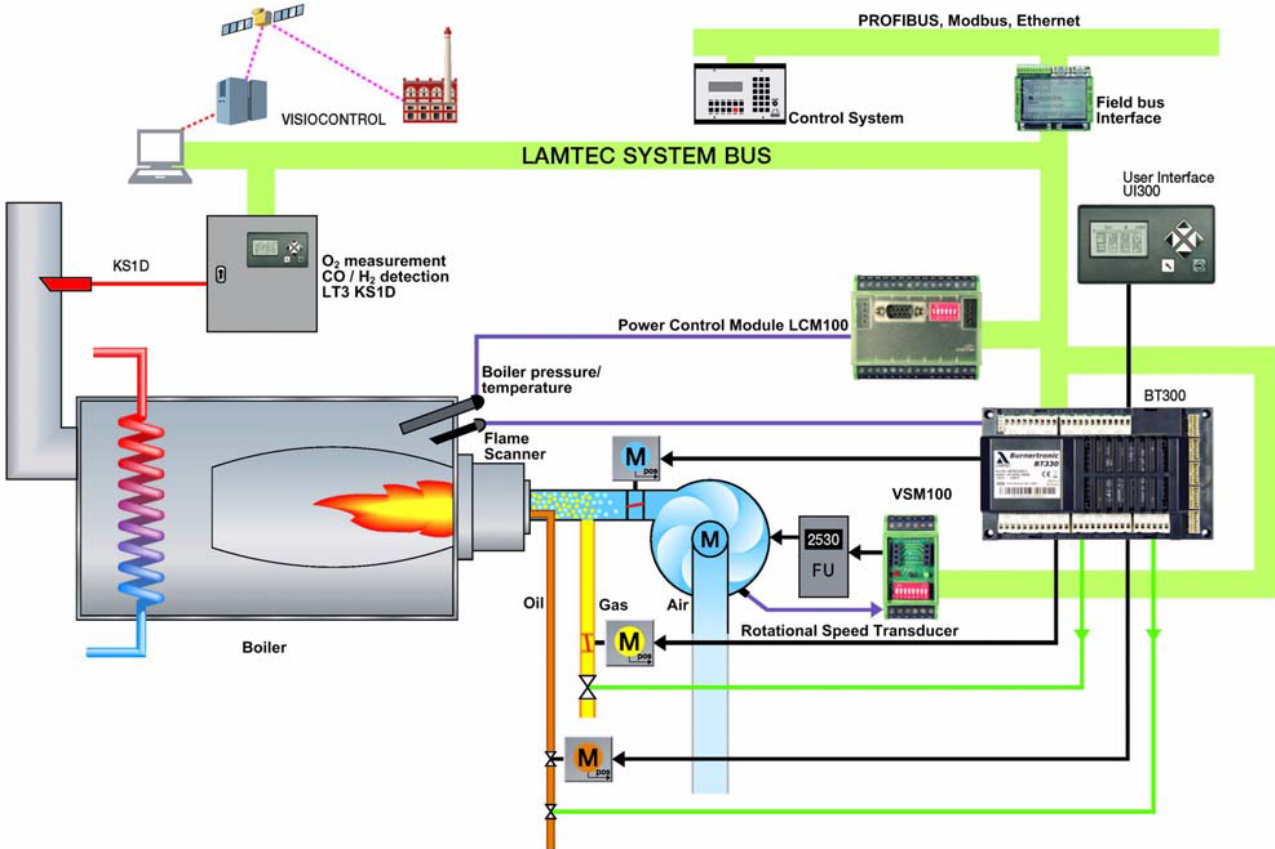 PROFIBUS, Modbus, Ethernet
VISIOCONTROL
Control System
Field bus
Interface
LAMTEC SYSTEM BUS
User Interface
UI300
KS1D
O₂ measurement
CO / H₂ detection
LT3 KS1D
Power Control Module LCM100
Boiler pressure/
temperature
BT300
Flame
Scanner
M
pos
LAMTEC
Burnertronic
BT330
VSM100
M
2530
FU
Oil
Gas
Air
Rotational Speed Transducer
Boiler
M
pos
M
pos